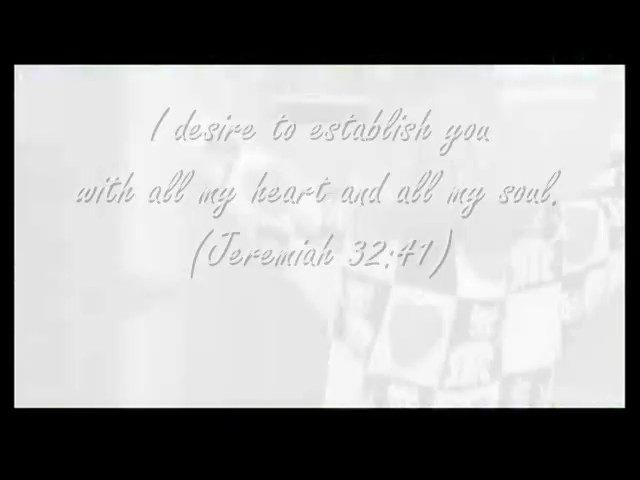 I desire to establish you
with all my heart and all my soul.
(Jeremiah 32:41)